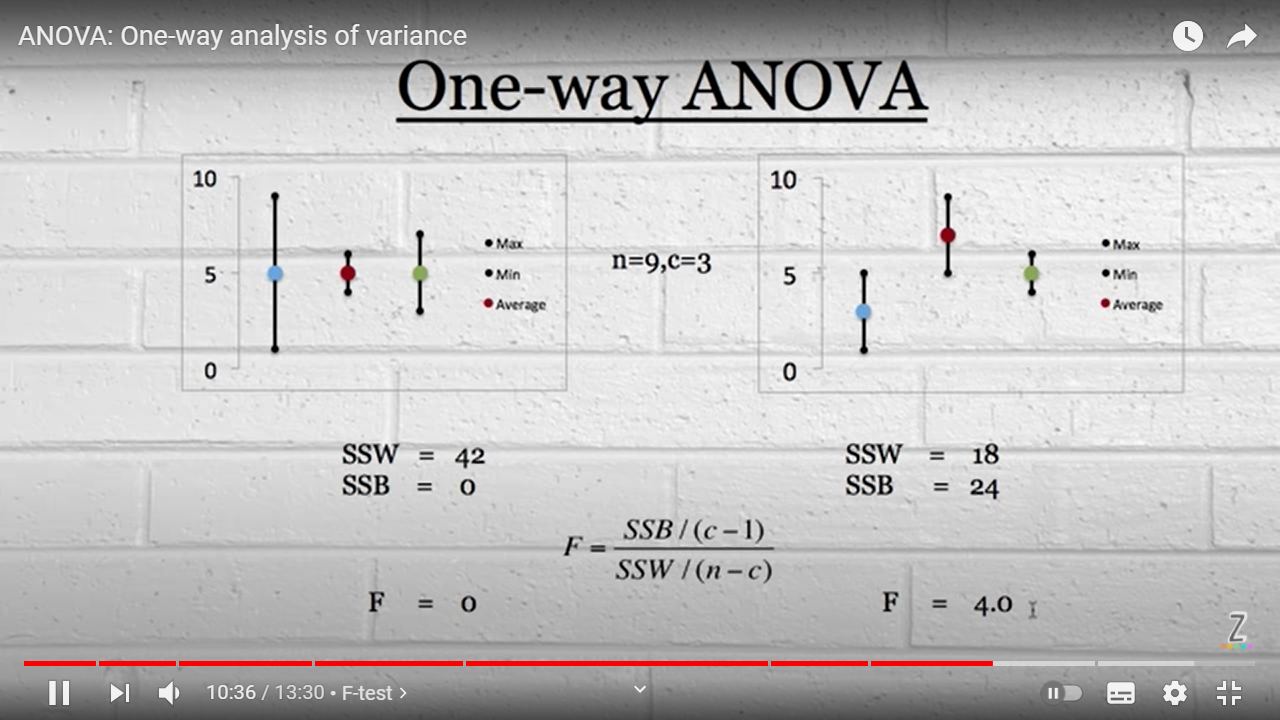 ANOVA: One-way analysis of variance
One-way ANOVA
10
5
0
Max
Min
Average
n=9,c=3
10
5
0
Max
Min
Average
SSW = 42
SSB = 0
SSW = 18
SSB = 24
F = SSB / (c – 1)
SSW / (n – c)
F = 0
F = 4.0
Z
10:36 / 13:30 • F-test >